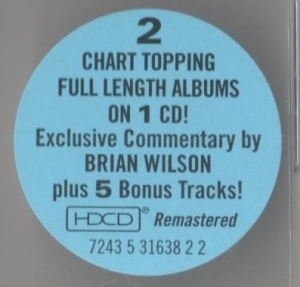 2
CHART TOPPING
FULL LENGTH ALBUMS
ON 1 CD!
Exclusive Commentary by
BRIAN WILSON
plus 5 Bonus Tracks!
HDCD® Remastered
7243 5 31638 2 2